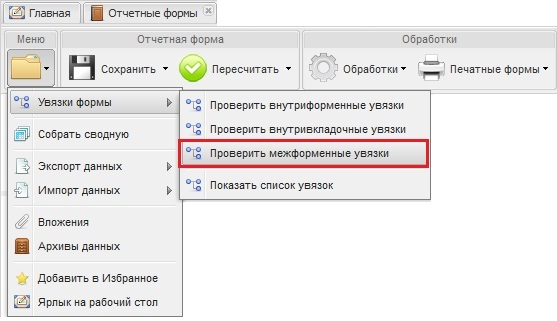 Главная
Отчетные формы
Меню
Отчетная форма
Обработки
Сохранить
Пересчитать
Обработки
Печатные формы
Увязки формы
Проверить внутриформенные увязки
Проверить внутривкладочные увязки
Проверить межформенные увязки
Показать список увязок
Собрать сводную
Экспорт данных
Импорт данных
Вложения
Архивы данных
Добавить в Избранное
Ярлык на рабочий стол